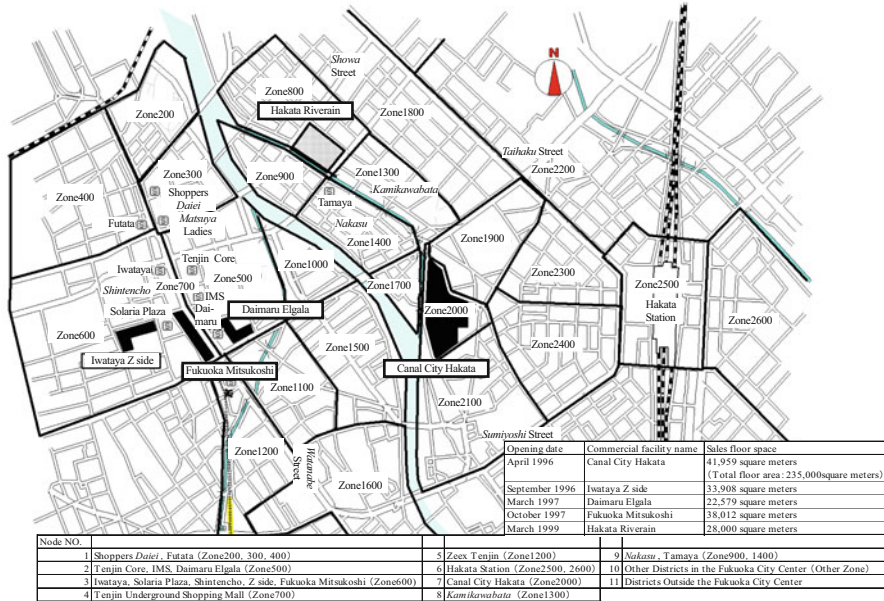 N
Showa
Street
Zone800
Hakata Riverain
Zone1800
Zone200
Taihaku Street
Zone2200
Zone300
Zone900
Zone1300
Kamikawabata
Zone400
Shoppers
Daiei
Matsuya
Ladies
Futata
Tamaya
Nakasu
Zone1400
Zone1900
Tenjin Core
Zone1000
Iwataya
Zone500
Zone2300
Shintencho
Zone700
IMS
Zone1700
Zone2500
Hakata
Station
Solaria Plaza
Dai-
maru
Daimaru Elgala
Zone2000
Zone2600
Zone600
Zone1500
Zone2400
Iwataya Z side
Fukuoka Mitsukoshi
Canal City Hakata
Zone1100
Zone2100
Zone1200
Watanabe
Street
Sumiyoshi Street
Zone1600
Opening date Commercial facility name Sales floor space
April 1996 Canal City Hakata 41,959 square meters
(Total floor area: 235,000square meters)
September 1996 Iwataya Z side 33,908 square meters
March 1997 Daimaru Elgala 22,579 square meters
October 1997 Fukuoka Mitsukoshi 38,012 square meters
March 1999 Hakata Riverain 28,000 square meters
Node NO.
1 Shoppers Daiei, Futata (Zone200, 300, 400) 5 Zeex Tenjin (Zone1200) 9 Nakasu, Tamaya (Zone900, 1400)
2 Tenjin Core, IMS, Daimaru Elgala (Zone500) 6 Hakata Station (Zone2500, 2600) 10 Other Districts in the Fukuoka City Center (Other Zone)
3 Iwataya, Solaria Plaza, Shintencho, Z side, Fukuoka Mitsukoshi (Zone600) 7 Canal City Hakata (Zone2000) 11 Districts Outside the Fukuoka City Center
4 Tenjin Underground Shopping Mall (Zone700) 8 Kamikawabata (Zone1300)